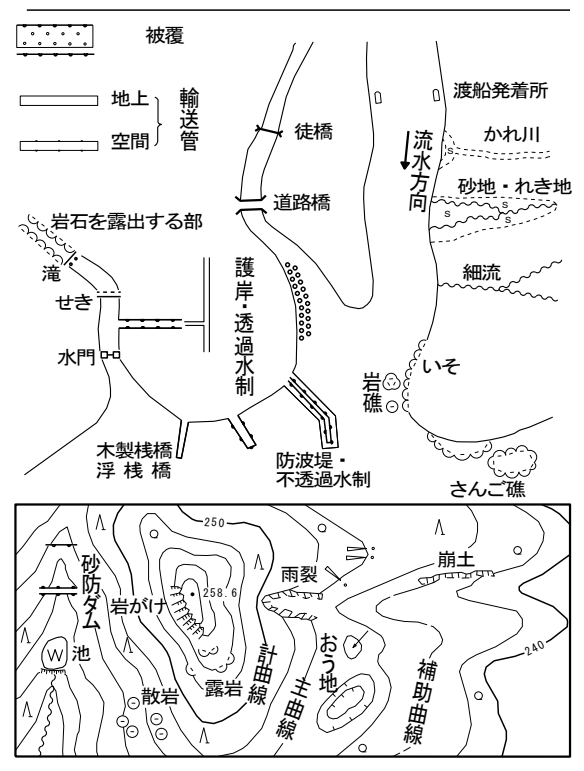 被覆
地上
空間
輸送管
渡船発着所
かれ川
徒橋
流水方向
砂地・れき地
s
s
s
道路橋
岩石を露出する部
滝
せき
護岸・透過水制
細流
水門
いそ
岩礁
木製桟橋
浮桟橋
防波堤・
不透過水制
さんご礁
250
砂防ダム
雨裂
崩土
岩がけ
258.6
おう地
池
W
計曲線
主曲線
補助曲線
240
露岩
散岩